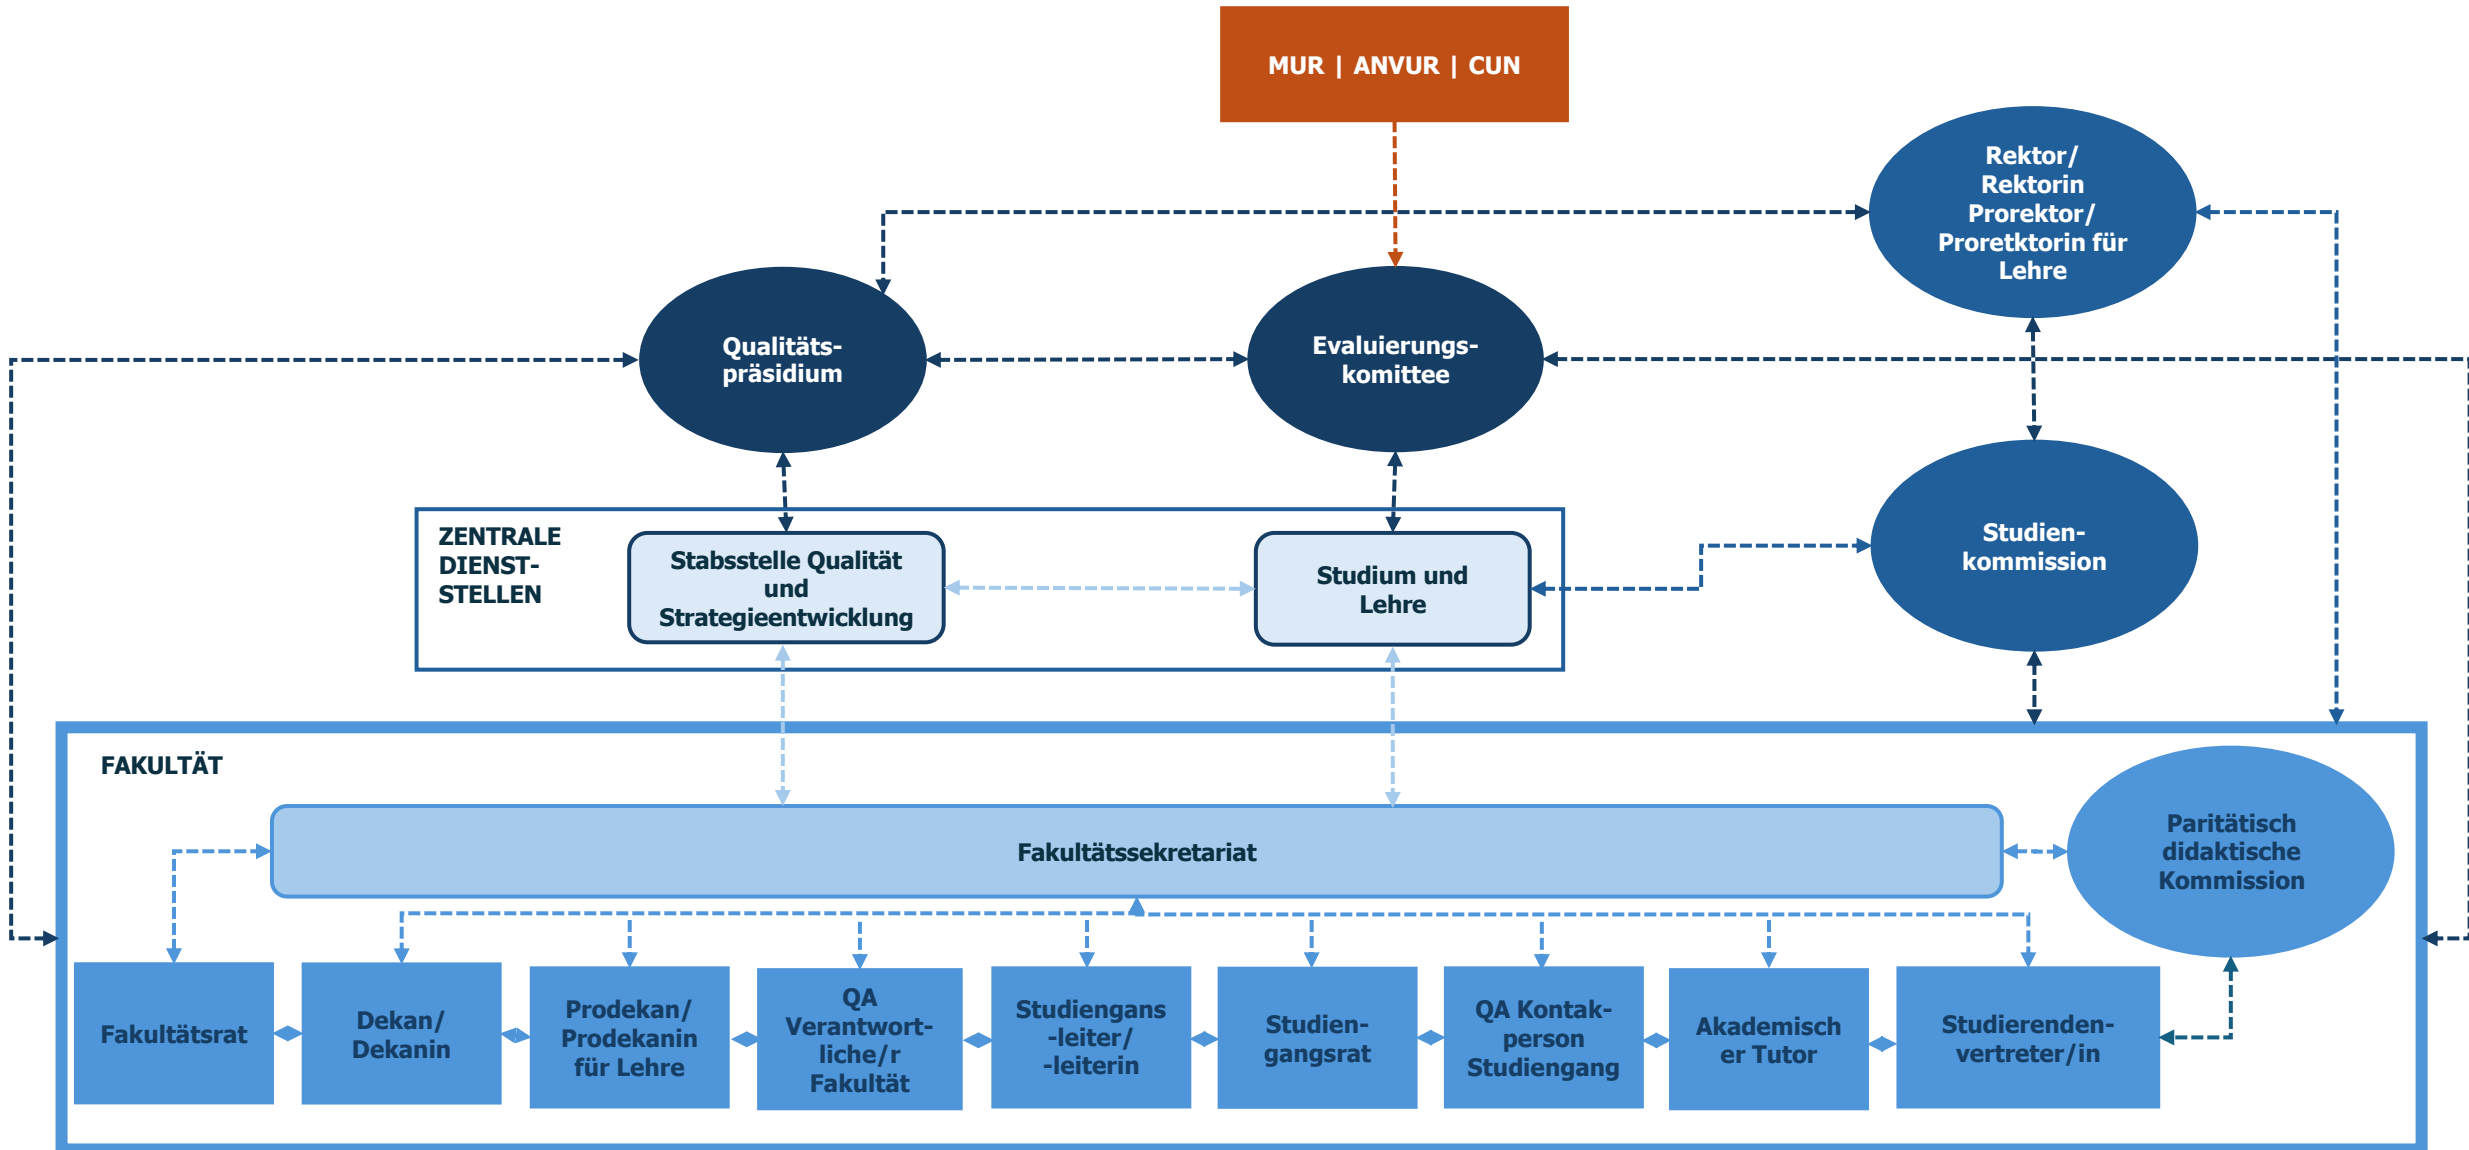 MUR | ANVUR | CUN
Rektor/
Rektorin
Prorektor/
Proretktorin für
Lehre
Qualitäts-
präsidium
Evaluierungs-
komittee
ZENTRALE
DIENST-
STELLEN
Stabsstelle Qualität
und
Strategieentwicklung
Studium und
Lehre
Studien-
kommission
FAKULTÄT
Fakultätssekretariat
Paritätisch
didaktische
Kommission
Fakultätsrat
Dekan/
Dekanin
Prodekan/
Prodekanin
für Lehre
QA
Verantwort-
liche/r
Fakultät
Studiengans
-leiter/
-leiterin
Studien-
gangsrat
QA Kontak-
person
Studiengang
Akademisch
er Tutor
Studierenden-
vertreter/in